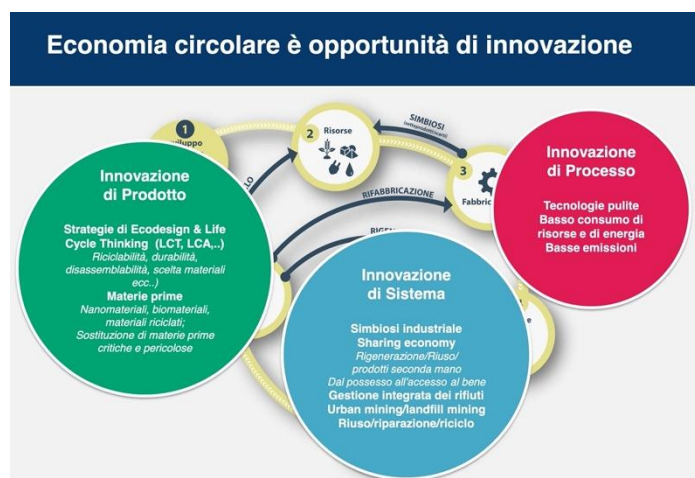 Economia circolare è opportunità di innovazione
1
2
Risorse
SIMBIOSI
3
RIFABBRICAZIONE
Innovazione
di Prodotto
Strategie di Ecodesign & Life
Cycle Thinking (LCT, LCA,..)
Riciclabilità, durabilità,
disassemblabilità, scelta materiali
ecc..)
Materie prime
Nanomateriali, biomateriali,
materiali riciclati;
Sostituzione di materie prime
critiche e pericolose
Innovazione
di Sistema
Simbiosi industriale
Sharing economy
Rigenerazione/Riuso/
prodotti seconda mano
Dal possesso all'accesso al bene
Gestione integrata dei rifiuti
Urban mining/landfill mining
Riuso/riparazione/riciclo
Innovazione
di Processo
Tecnologie pulite
Basso consumo di
risorse e di energia
Basse emissioni